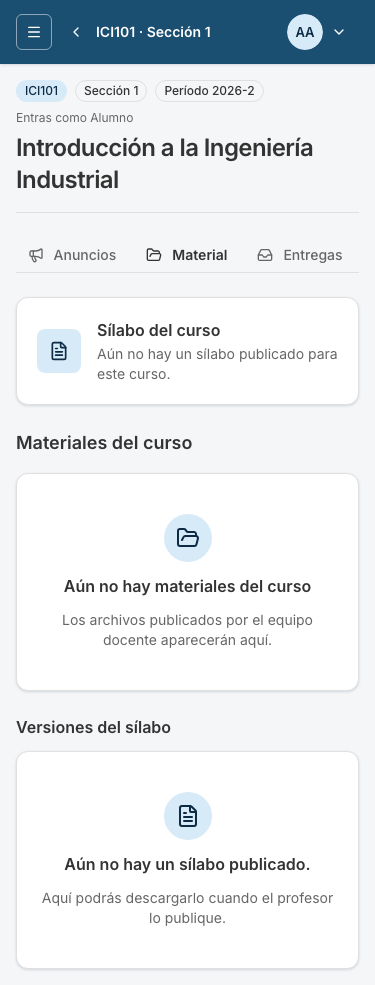 ICI101 · Sección 1
AA
ICI101
Sección 1
Período 2026-2
Entras como Alumno
Introducción a la Ingeniería
Industrial
Anuncios
Material
Entregas
Sílabo del curso
Aún no hay un sílabo publicado para
este curso.
Materiales del curso
Aún no hay materiales del curso
Los archivos publicados por el equipo
docente aparecerán aquí.
Versiones del sílabo
Aún no hay un sílabo publicado.
Aquí podrás descargarlo cuando el profesor
lo publique.